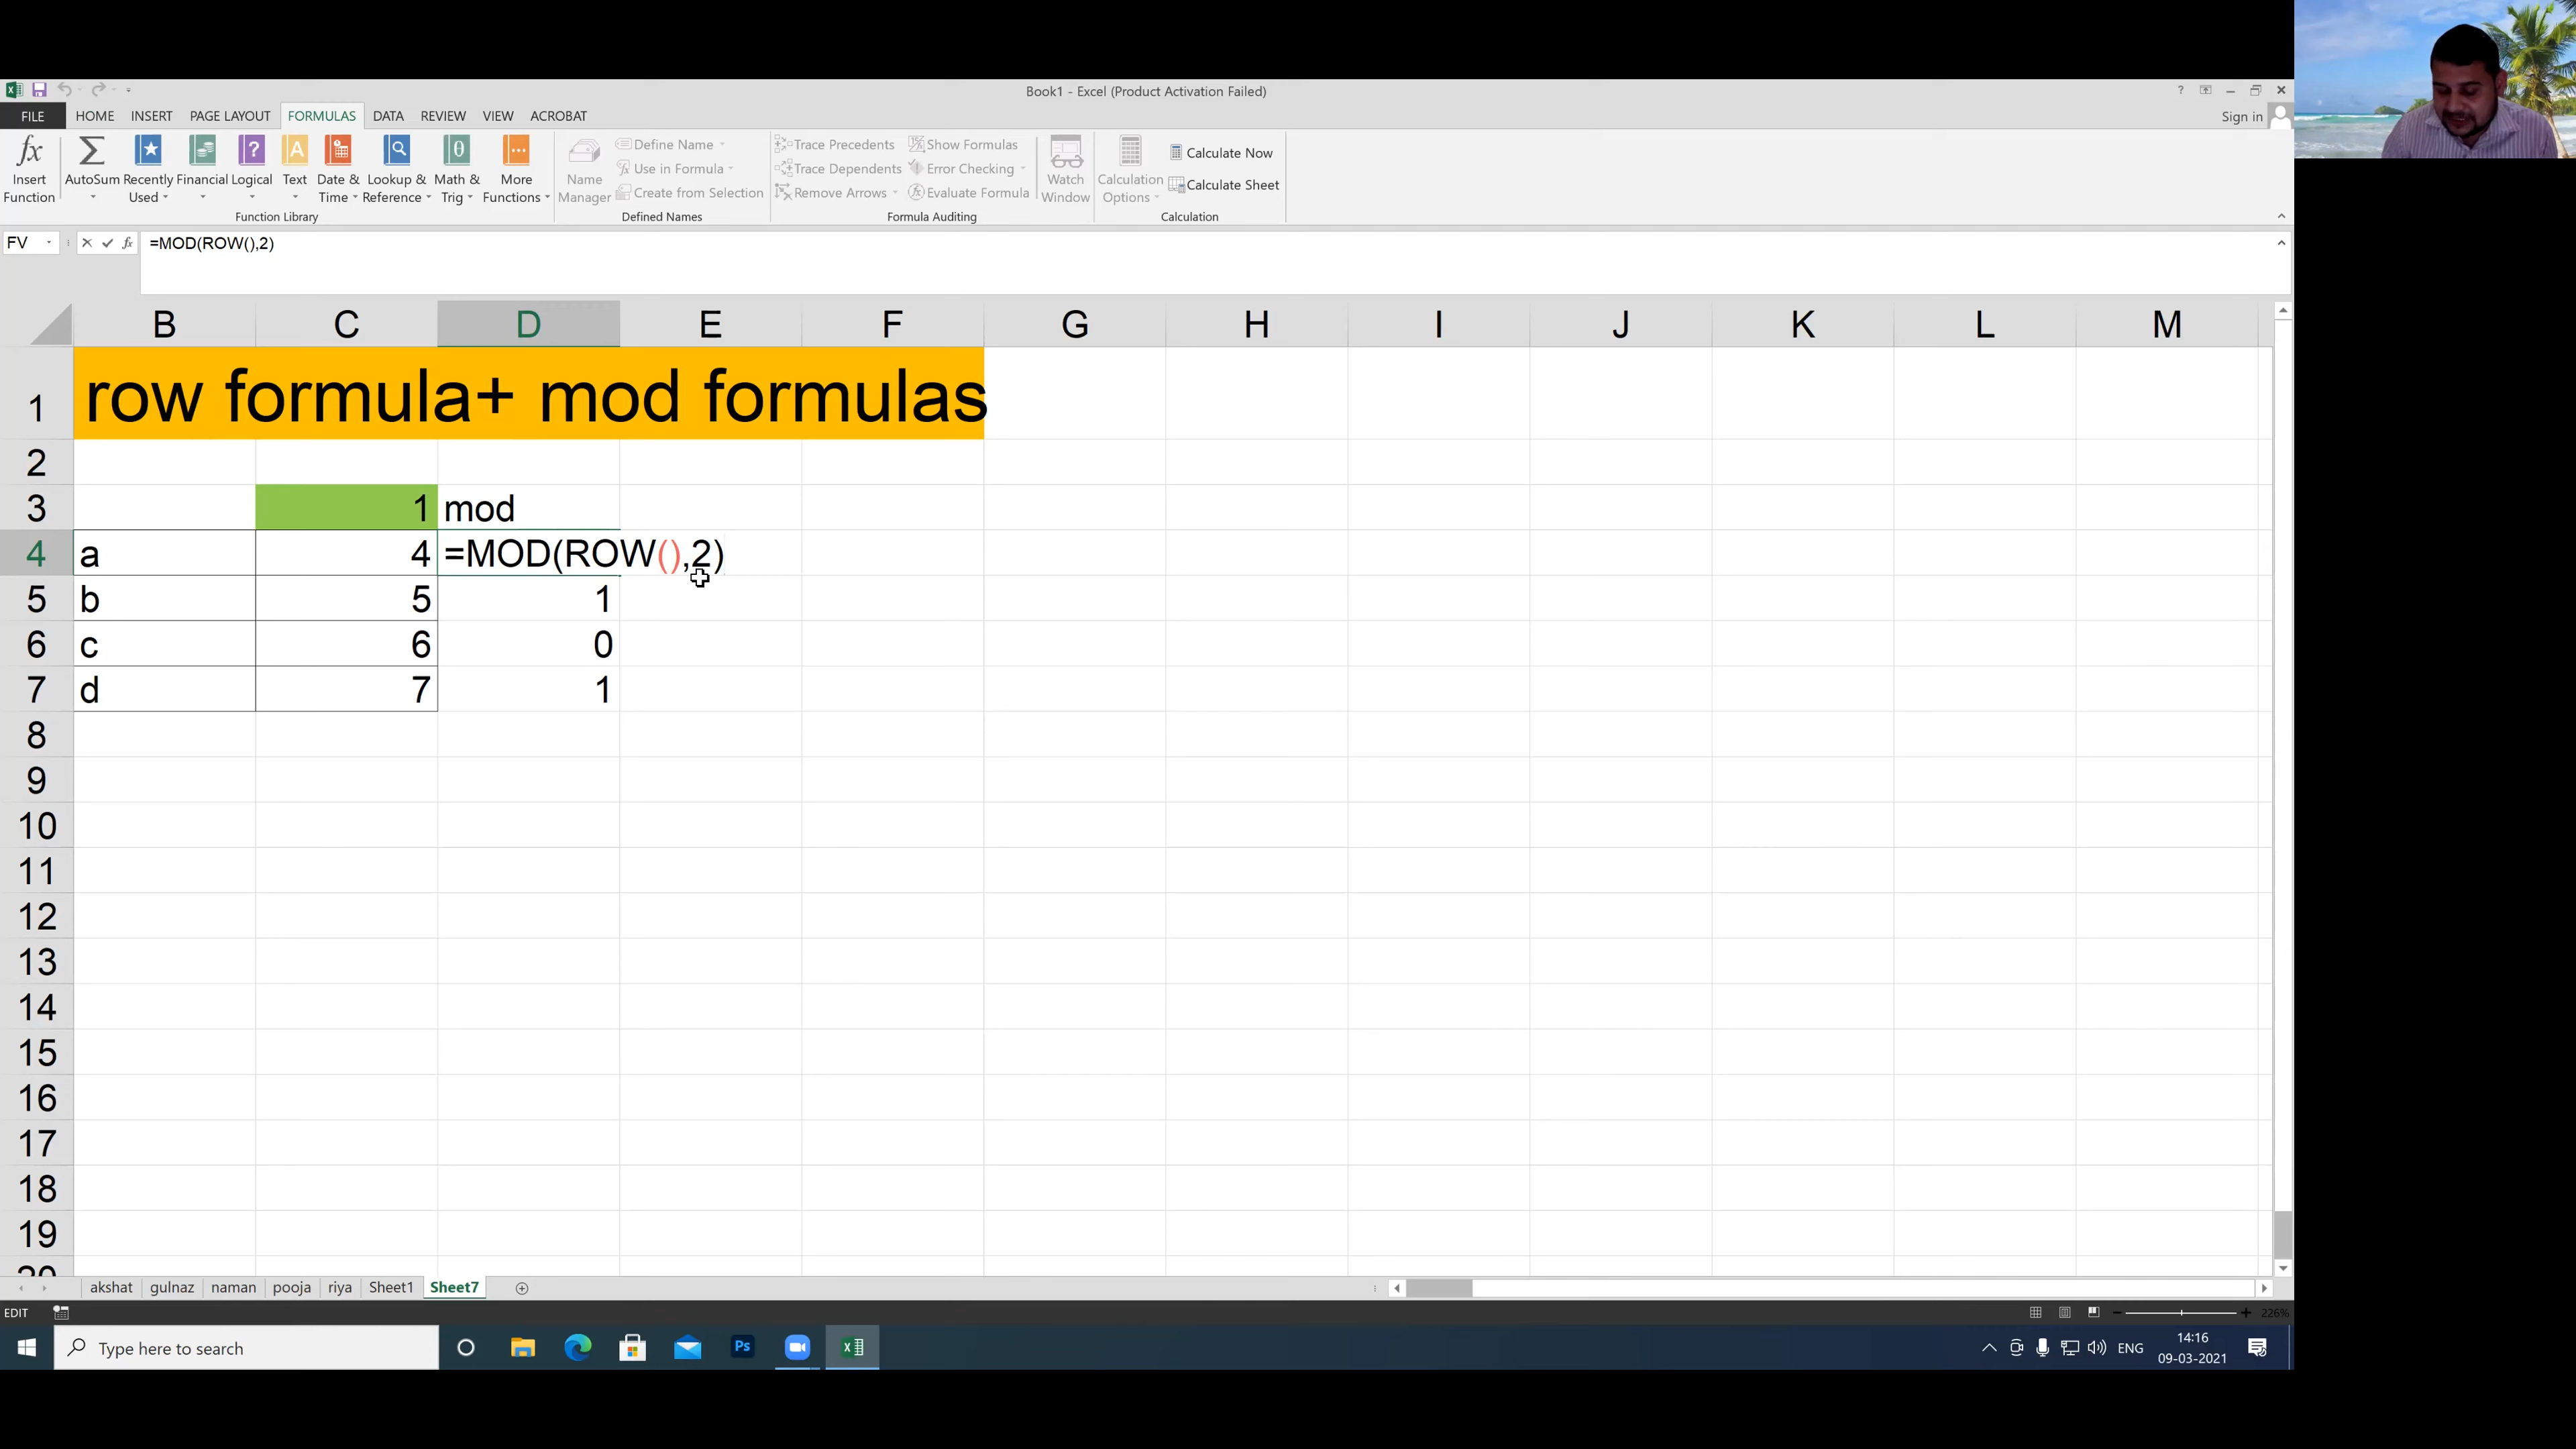 Book1 - Excel (Product Activation Failed)
FILE HOME INSERT PAGE LAYOUT FORMULAS DATA REVIEW VIEW ACROBAT
Sign in
fx Insert Function
AutoSum
Recently Used
Financial
Logical
Text
Date & Time
Lookup & Reference
Math & Trig
More Functions
Function Library
Name Manager
Define Name
Use in Formula
Create from Selection
Defined Names
Trace Precedents
Trace Dependents
Remove Arrows
Show Formulas
Error Checking
Evaluate Formula
Formula Auditing
Watch Window
Calculation Options
Calculate Now
Calculate Sheet
Calculation
FV fx =MOD(ROW(),2)
B C D E F G H I J K L M
1 row formula+ mod formulas
2
3 1 mod
4 a 4 =MOD(ROW(),2)
5 b 5 1
6 c 6 0
7 d 7 1
8
9
10
11
12
13
14
15
16
17
18
19
20
akshat gulnaz naman pooja riya Sheet1 Sheet7
EDIT
226%
Type here to search
Ps
ENG
14:16
09-03-2021